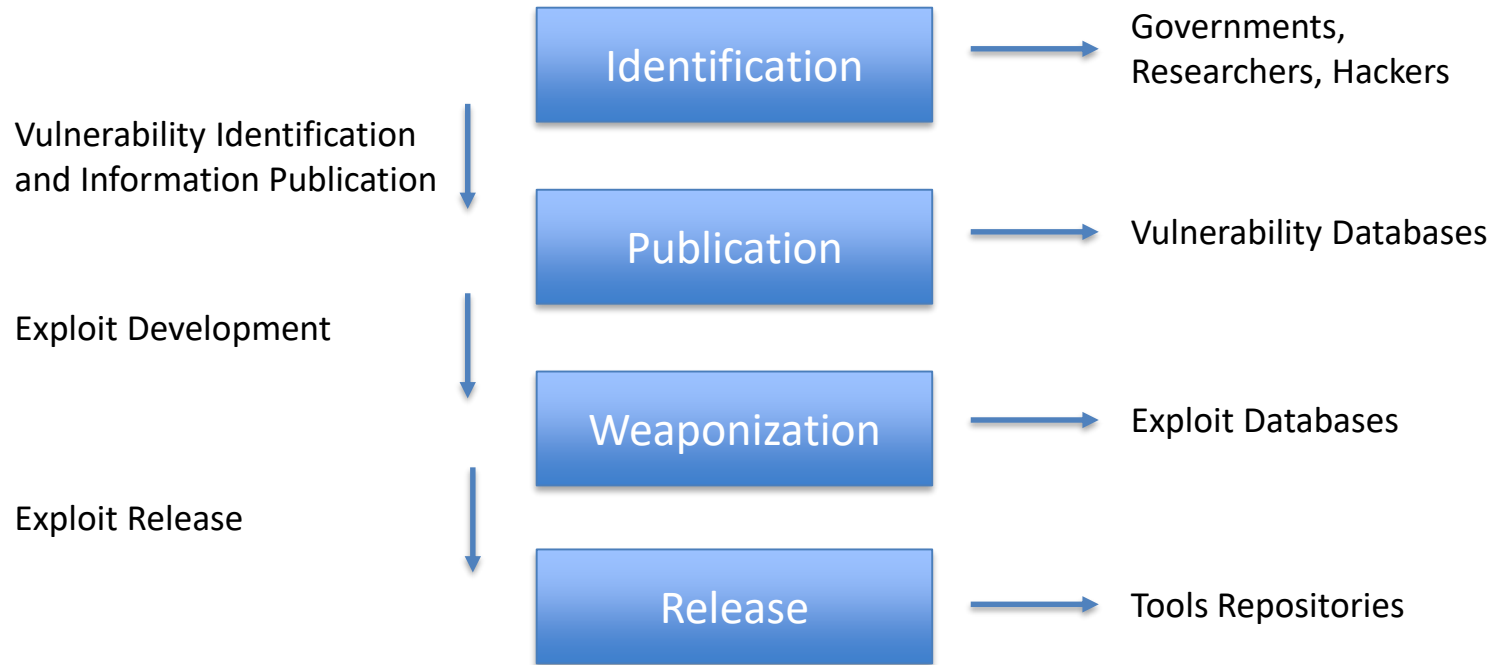 Identification
Governments,
Researchers, Hackers
Vulnerability Identification
and Information Publication
Publication
Vulnerability Databases
Exploit Development
Weaponization
Exploit Databases
Exploit Release
Release
Tools Repositories